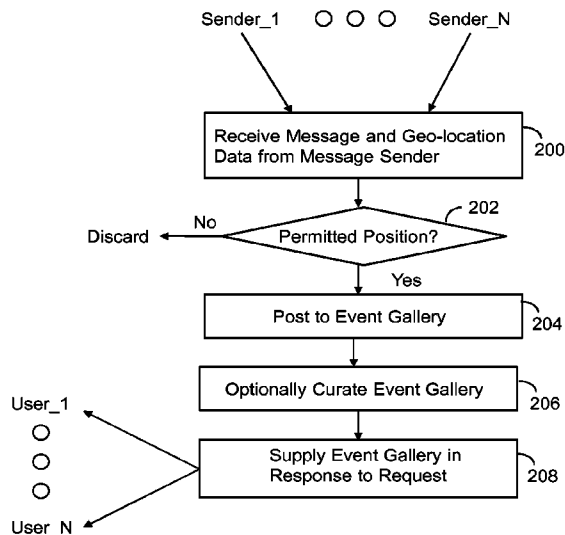 Sender_1
Sender_N
Receive Message and Geo-location
Data from Message Sender
200
202
No
Discard
Permitted Position?
Yes
Post to Event Gallery
204
Optionally Curate Event Gallery
206
User_1
Supply Event Gallery in
Response to Request
208
User_N